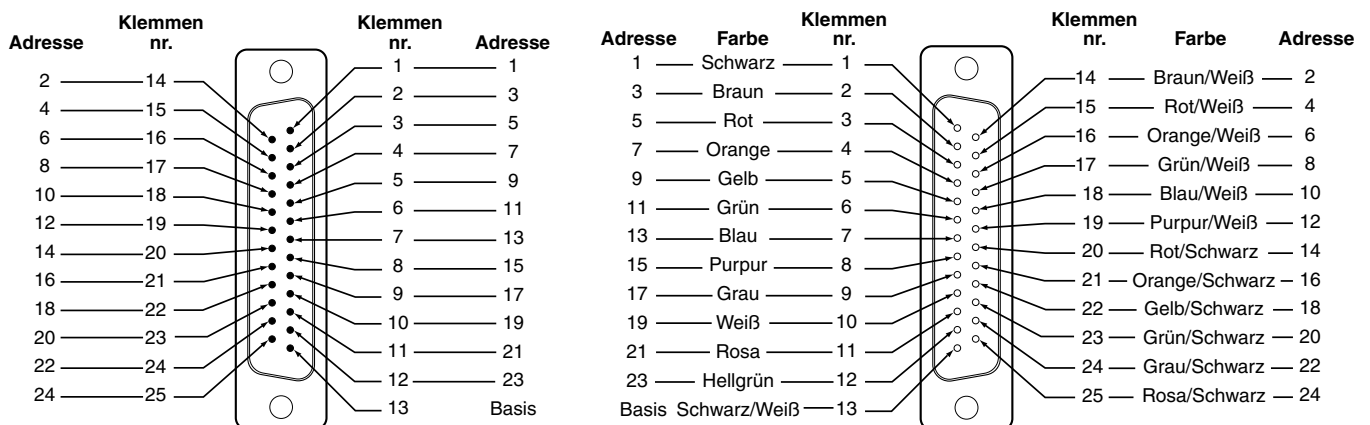 Adresse Klemmen nr. Klemmen nr. Adresse
2 14 1 1
4 15 2 3
6 16 3 5
8 17 4 7
10 18 5 9
12 19 6 11
14 20 7 13
16 21 8 15
18 22 9 17
20 23 10 19
22 24 11 21
24 25 12 23
13 Basis
Adresse Farbe Klemmen nr. Klemmen nr. Farbe Adresse
1 Schwarz 1 14 Braun/Weiß 2
3 Braun 2 15 Rot/Weiß 4
5 Rot 3 16 Orange/Weiß 6
7 Orange 4 17 Grün/Weiß 8
9 Gelb 5 18 Blau/Weiß 10
11 Grün 6 19 Purpur/Weiß 12
13 Blau 7 20 Rot/Schwarz 14
15 Purpur 8 21 Orange/Schwarz 16
17 Grau 9 22 Gelb/Schwarz 18
19 Weiß 10 23 Grün/Schwarz 20
21 Rosa 11 24 Grau/Schwarz 22
23 Hellgrün 12 25 Rosa/Schwarz 24
Basis Schwarz/Weiß 13